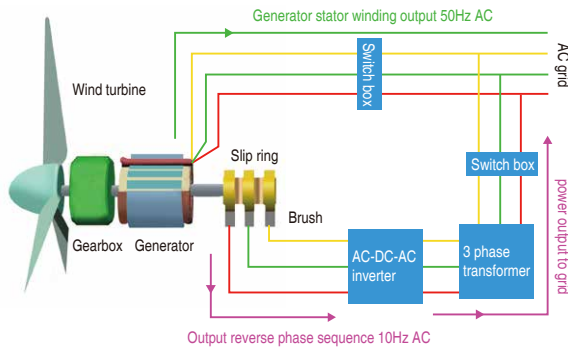 Generator stator winding output 50Hz AC
Switch box
AC grid
Wind turbine
Slip ring
Switch box
power output to grid
Brush
Gearbox
Generator
AC-DC-AC
inverter
3 phase
transformer
Output reverse phase sequence 10Hz AC